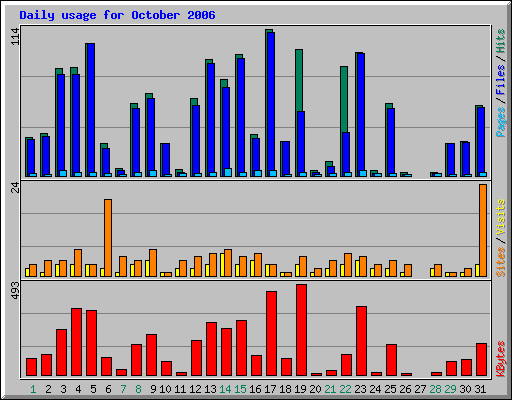 Daily usage for October 2006
114
24
493
Pages / Files / Hits
Sites / Visits
KBytes
1 2 3 4 5 6 7 8 9 10 11 12 13 14 15 16 17 18 19 20 21 22 23 24 25 26 27 28 29 30 31